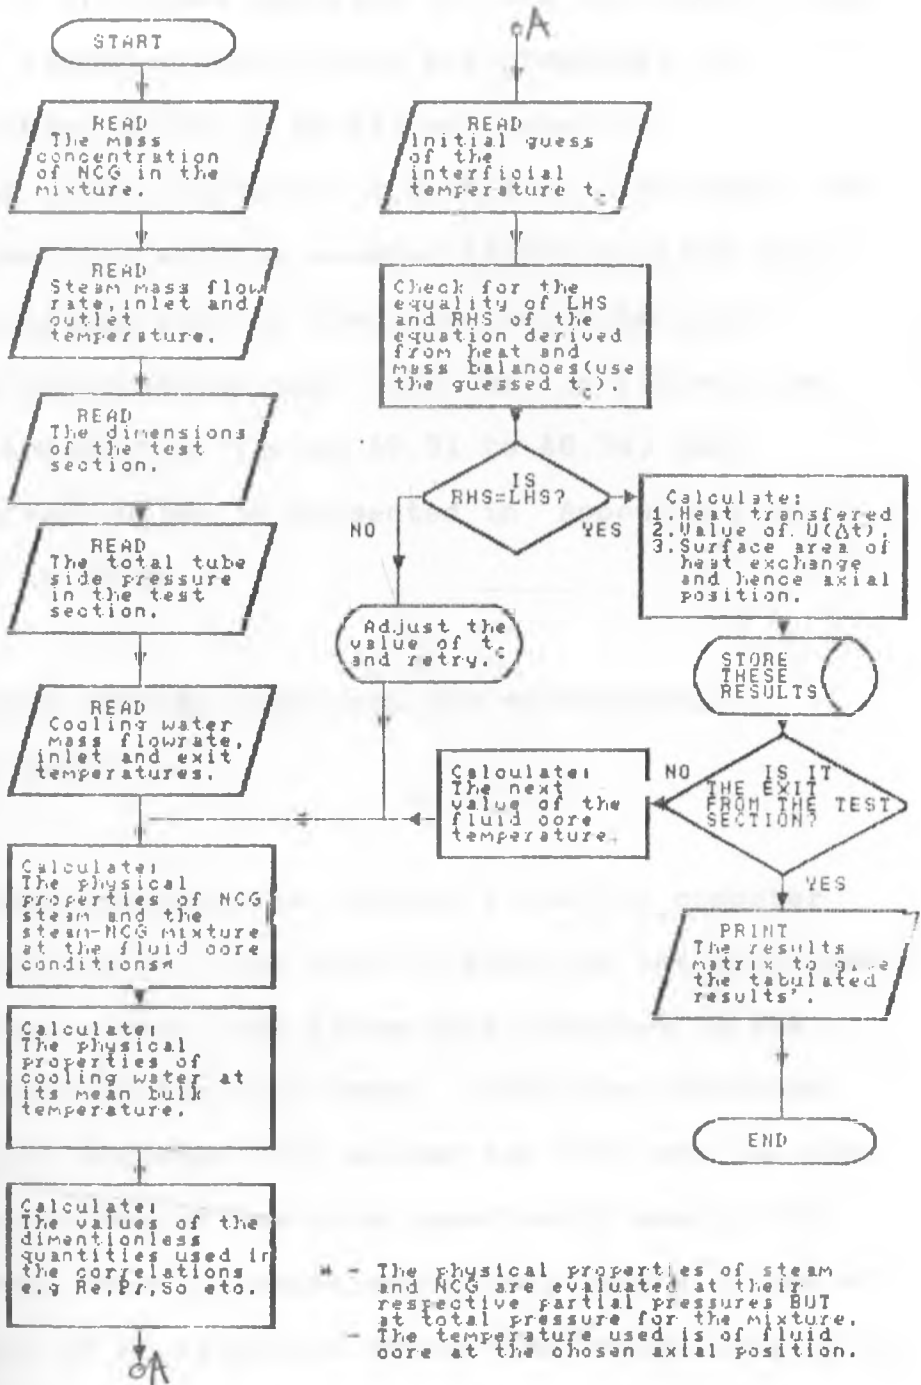 START
READ
The mass
concentration
of NCG in the
mixture.
READ
Steam mass flow
rate, inlet and
outlet
temperature.
READ
The dimensions
of the test
section.
READ
The total tube
side pressure
in the test
section.
READ
Cooling water
mass flowrate,
inlet and exit
temperatures.
Calculate:
The physical
properties of NCG
steam and the
steam-NCG mixture
at the fluid core
conditions*
Calculate:
The physical
properties of
cooling water at
its mean bulk
temperature.
Calculate:
The values of the
dimentionless
quantities used in
the correlations
e.g Re,Pr,Sc etc.
A
A
READ
Initial guess
of the
interficial
temperature tc
Check for the
equality of LHS
and RHS of the
equation derived
from heat and
mass balances(use
the guessed tc).
IS
RHS=LHS?
NO
YES
Adjust the
value of tc
and retry.
Calculate:
1.Heat transferred
2.Value of U(Δt).
3.Surface area of
heat exchange
and hence axial
position.
STORE
THESE
RESULTS
IS IT
THE EXIT
FROM THE TEST
SECTION?
NO
YES
Calculate:
The next
value of the
fluid core
temperature.
PRINT
The results
matrix to give
the tabulated
results'.
END
* - The physical properties of steam
and NCG are evaluated at their
respective partial pressures BUT
at total pressure for the mixture.
- The temperature used is of fluid
core at the chosen axial position.